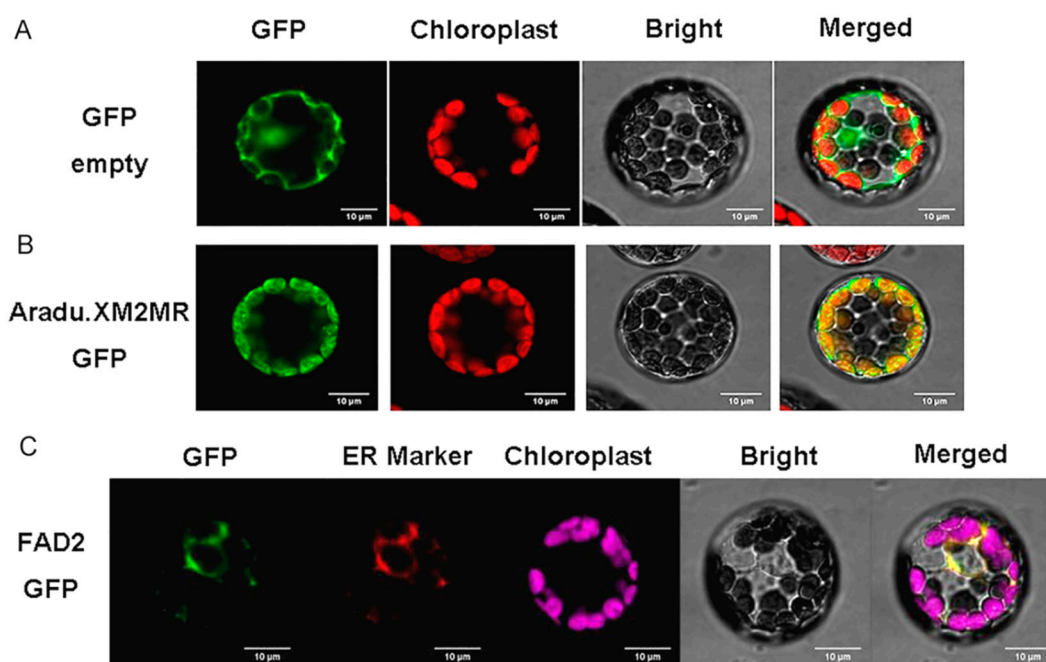 A
GFP Chloroplast Bright Merged
GFP
empty
10 µm 10 µm 10 µm 10 µm
B
Aradu.XM2MR
GFP
10 µm 10 µm 10 µm 10 µm
C
GFP ER Marker Chloroplast Bright Merged
FAD2
GFP
10 µm 10 µm 10 µm 10 µm 10 µm